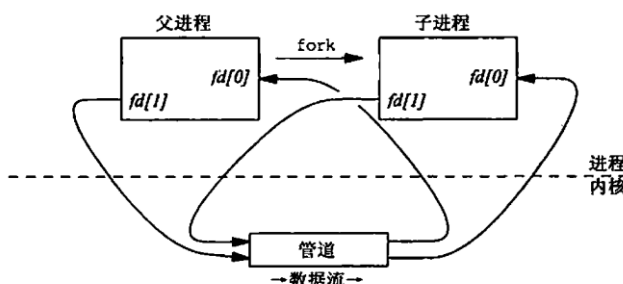 父进程
fork
子进程
fd[0]
fd[1]
fd[0]
fd[1]
进程
内核
管道
→数据流→